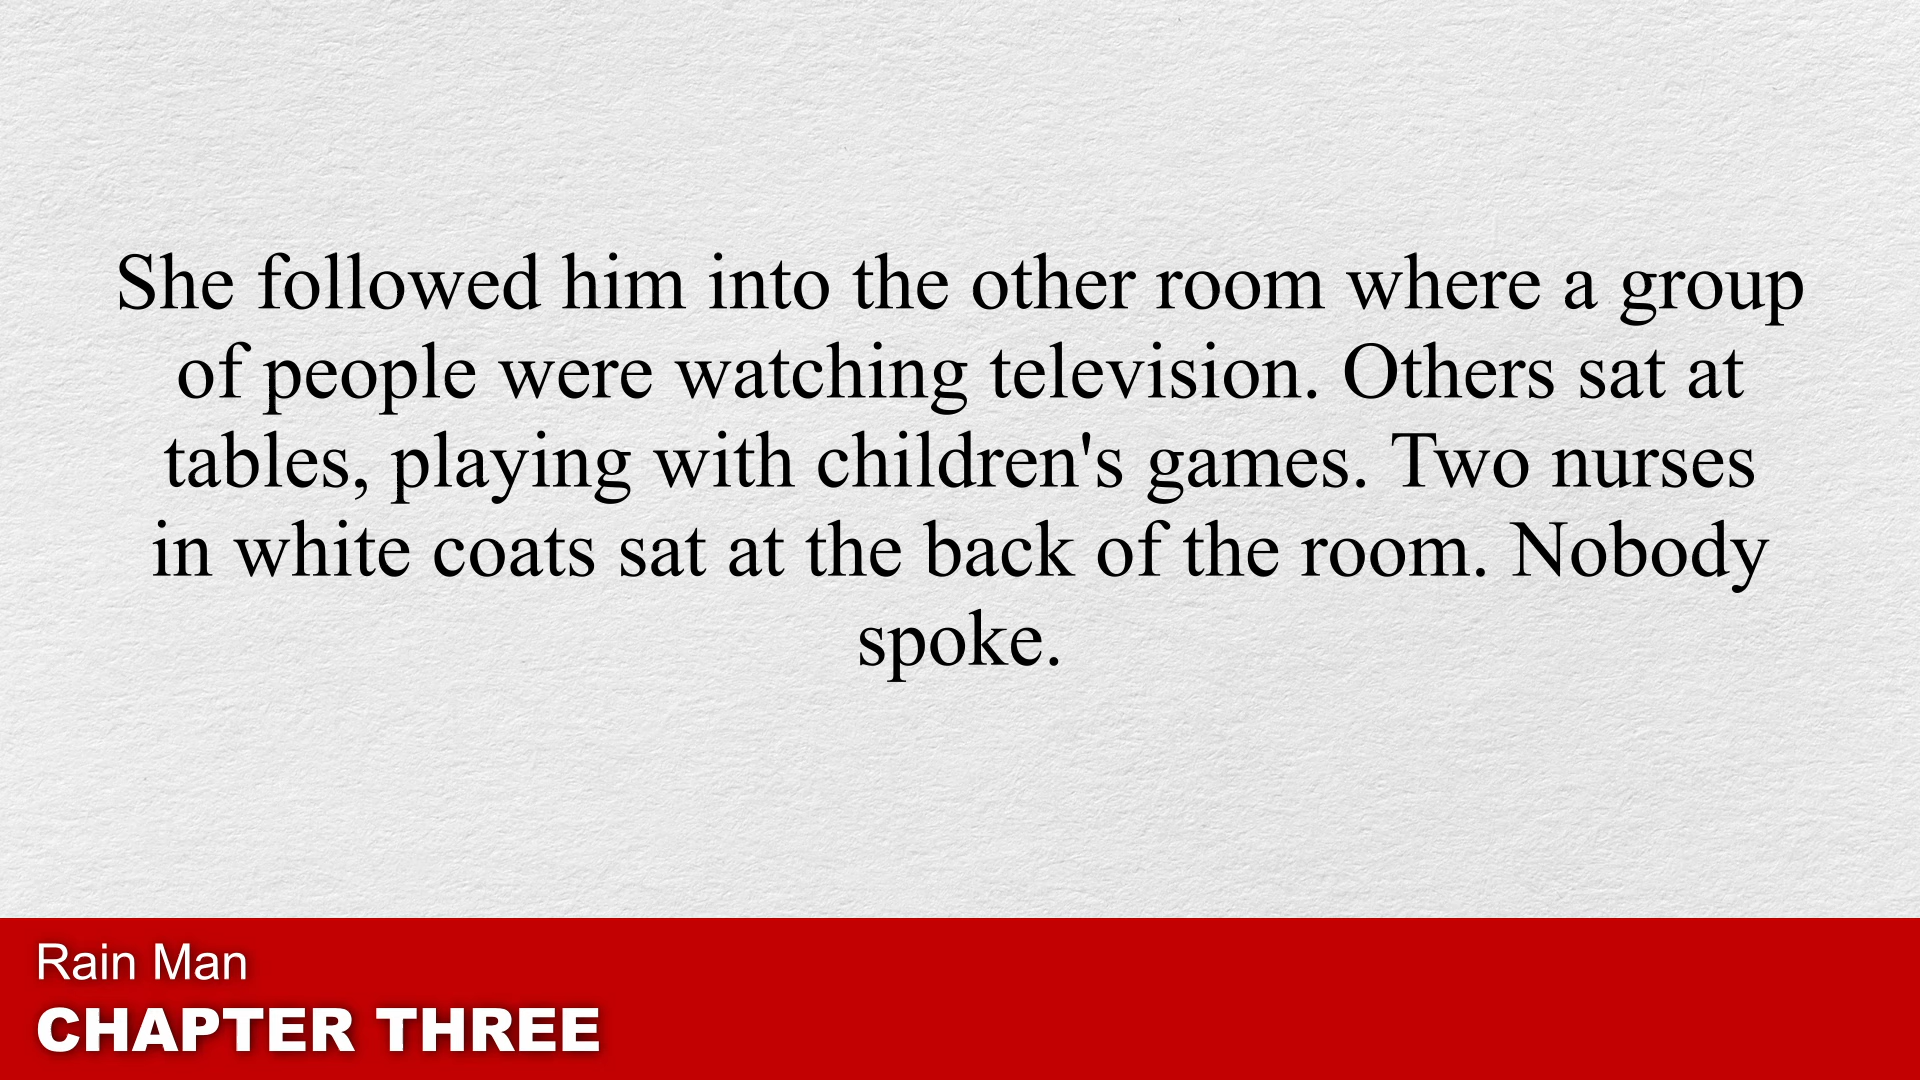 She followed him into the other room where a group
of people were watching television. Others sat at
tables, playing with children's games. Two nurses
in white coats sat at the back of the room. Nobody
spoke.
Rain Man
CHAPTER THREE